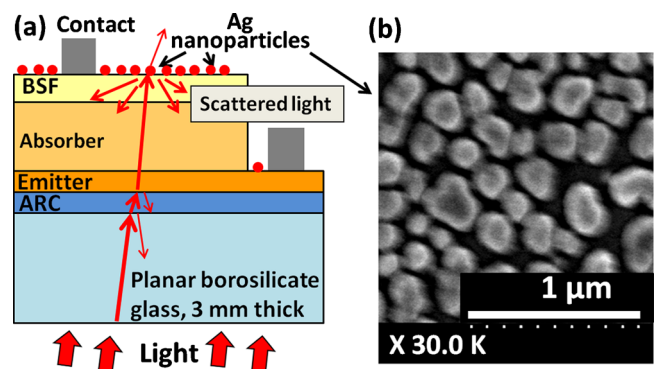 (a)
Contact
Ag
nanoparticles
(b)
BSF
Scattered light
Absorber
Emitter
ARC
Planar borosilicate
glass, 3 mm thick
Light
1 µm
X 30.0 K